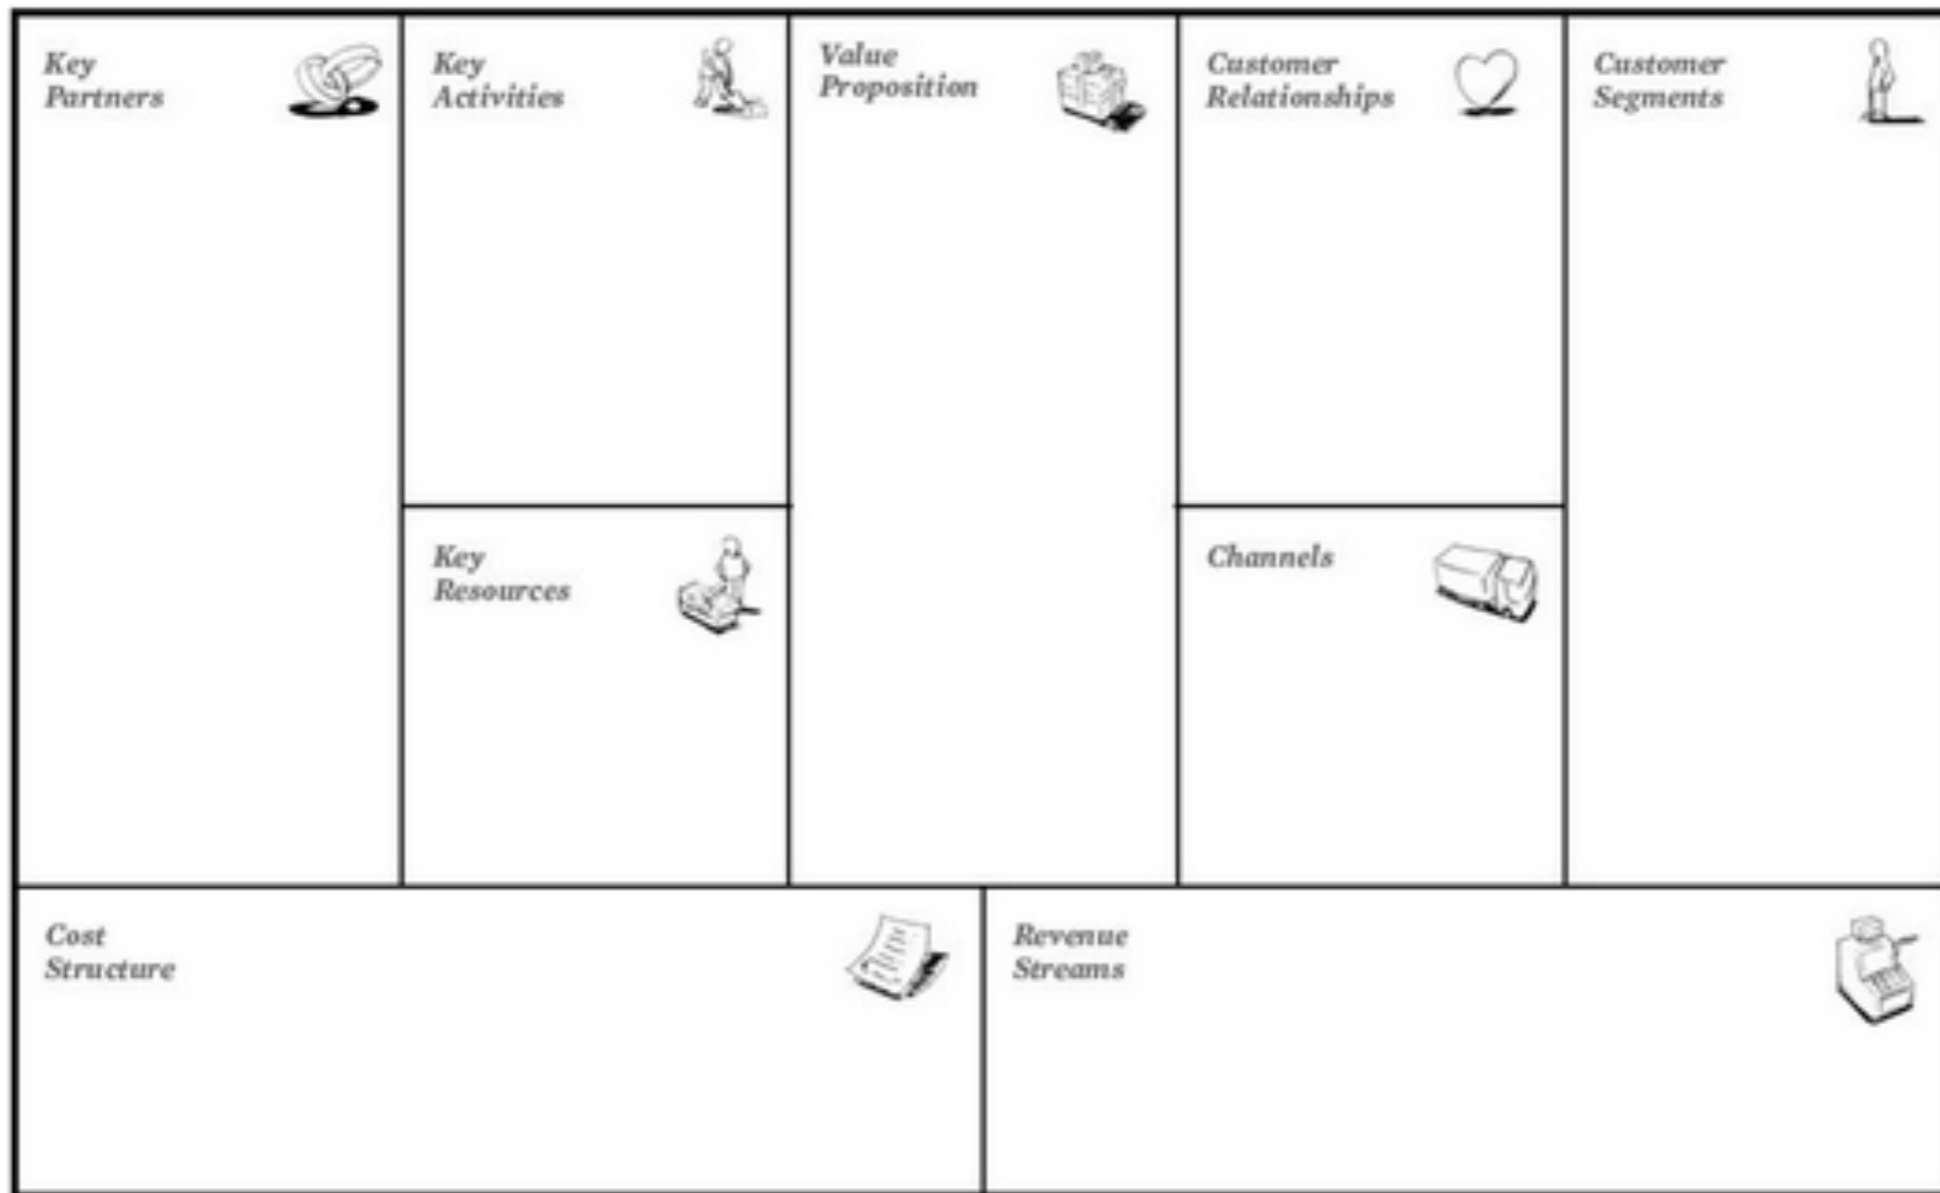 Key
Partners
Key
Activities
Value
Proposition
Customer
Relationships
Customer
Segments
Key
Resources
Channels
Cost
Structure
Revenue
Streams